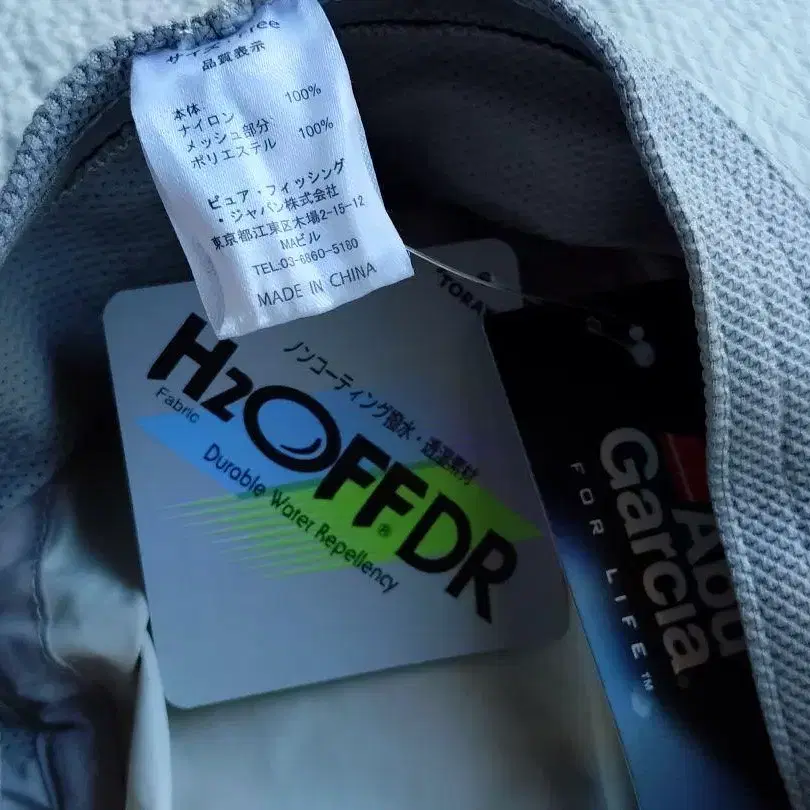 サイズ Free
品質表示
本体
ナイロン 100%
メッシュ部分
ポリエステル 100%
ピュア・フィッシング
・ジャパン株式会社
東京都江東区木場2-15-12
MAビル
TEL:03-6860-5180
MADE IN CHINA
ノンコーティング撥水・透湿素材
H2OFFDR®
Fabric
Durable Water Repellency
Abu
Garcia®
FOR LIFE™